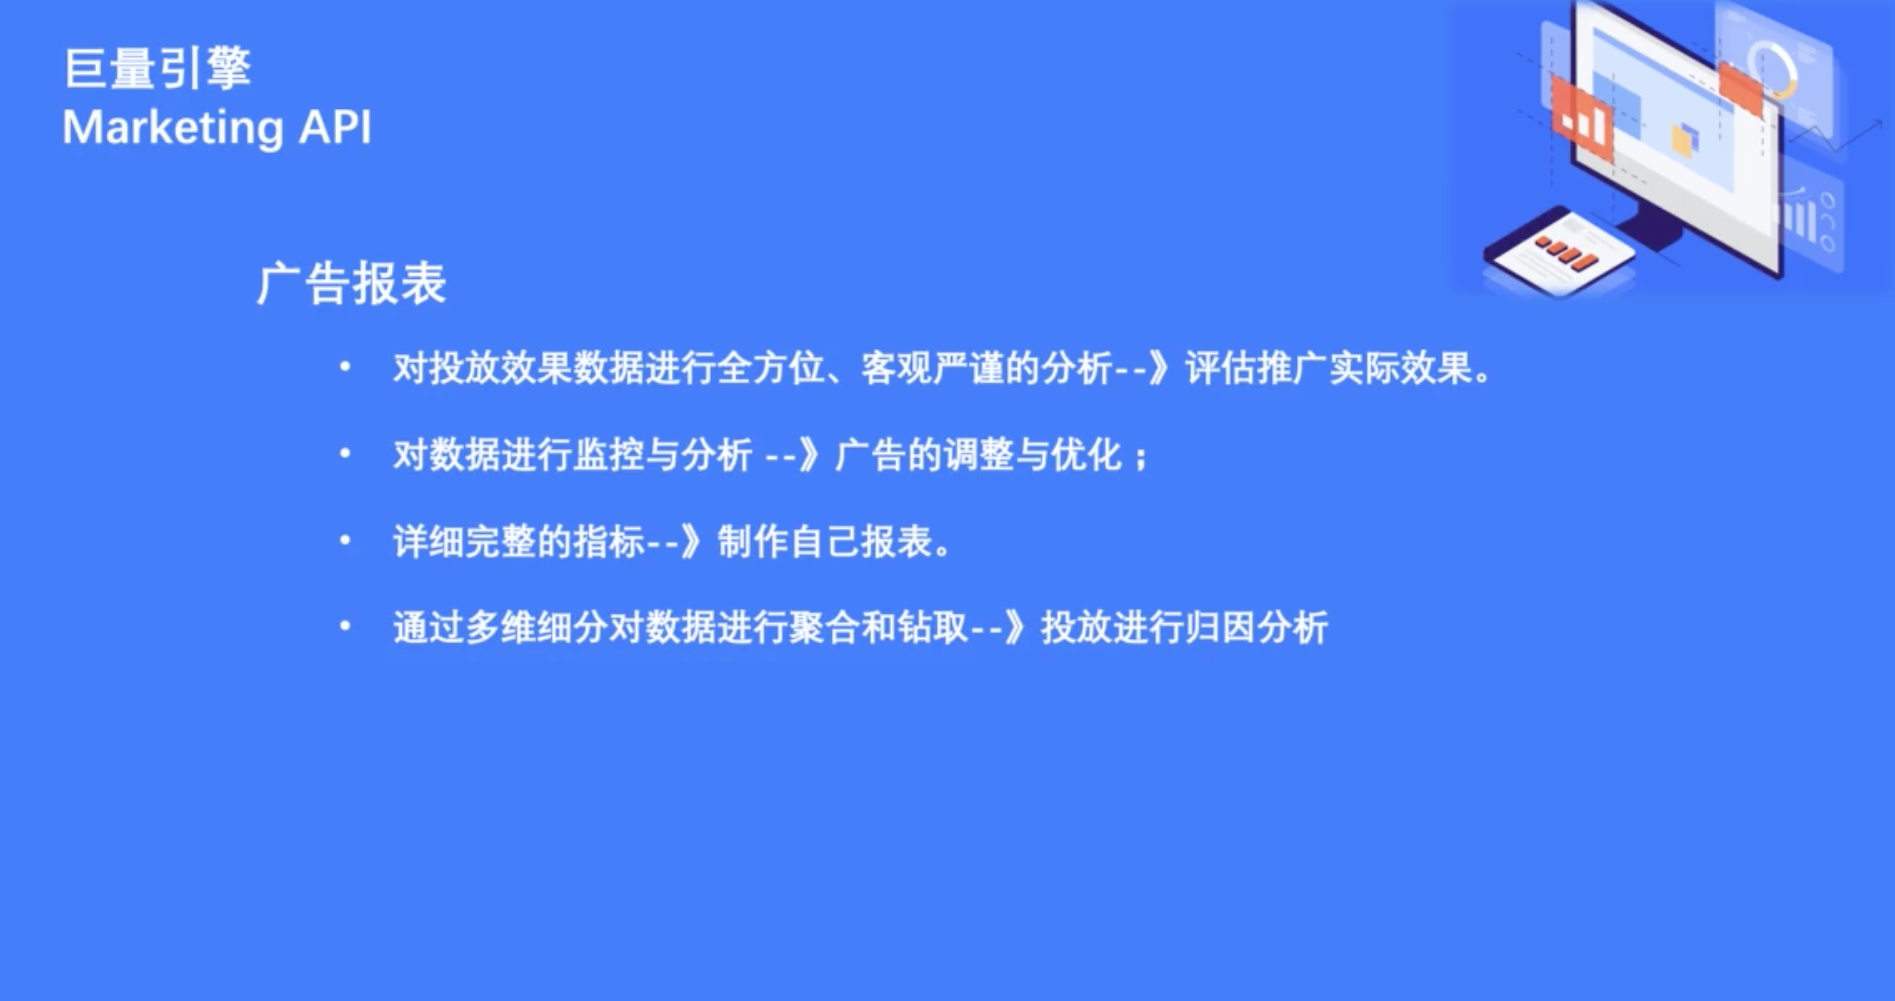 巨量引擎
Marketing API
广告报表
• 对投放效果数据进行全方位、客观严谨的分析--》评估推广实际效果。
• 对数据进行监控与分析 --》广告的调整与优化；
• 详细完整的指标--》制作自己报表。
• 通过多维细分对数据进行聚合和钻取--》投放进行归因分析